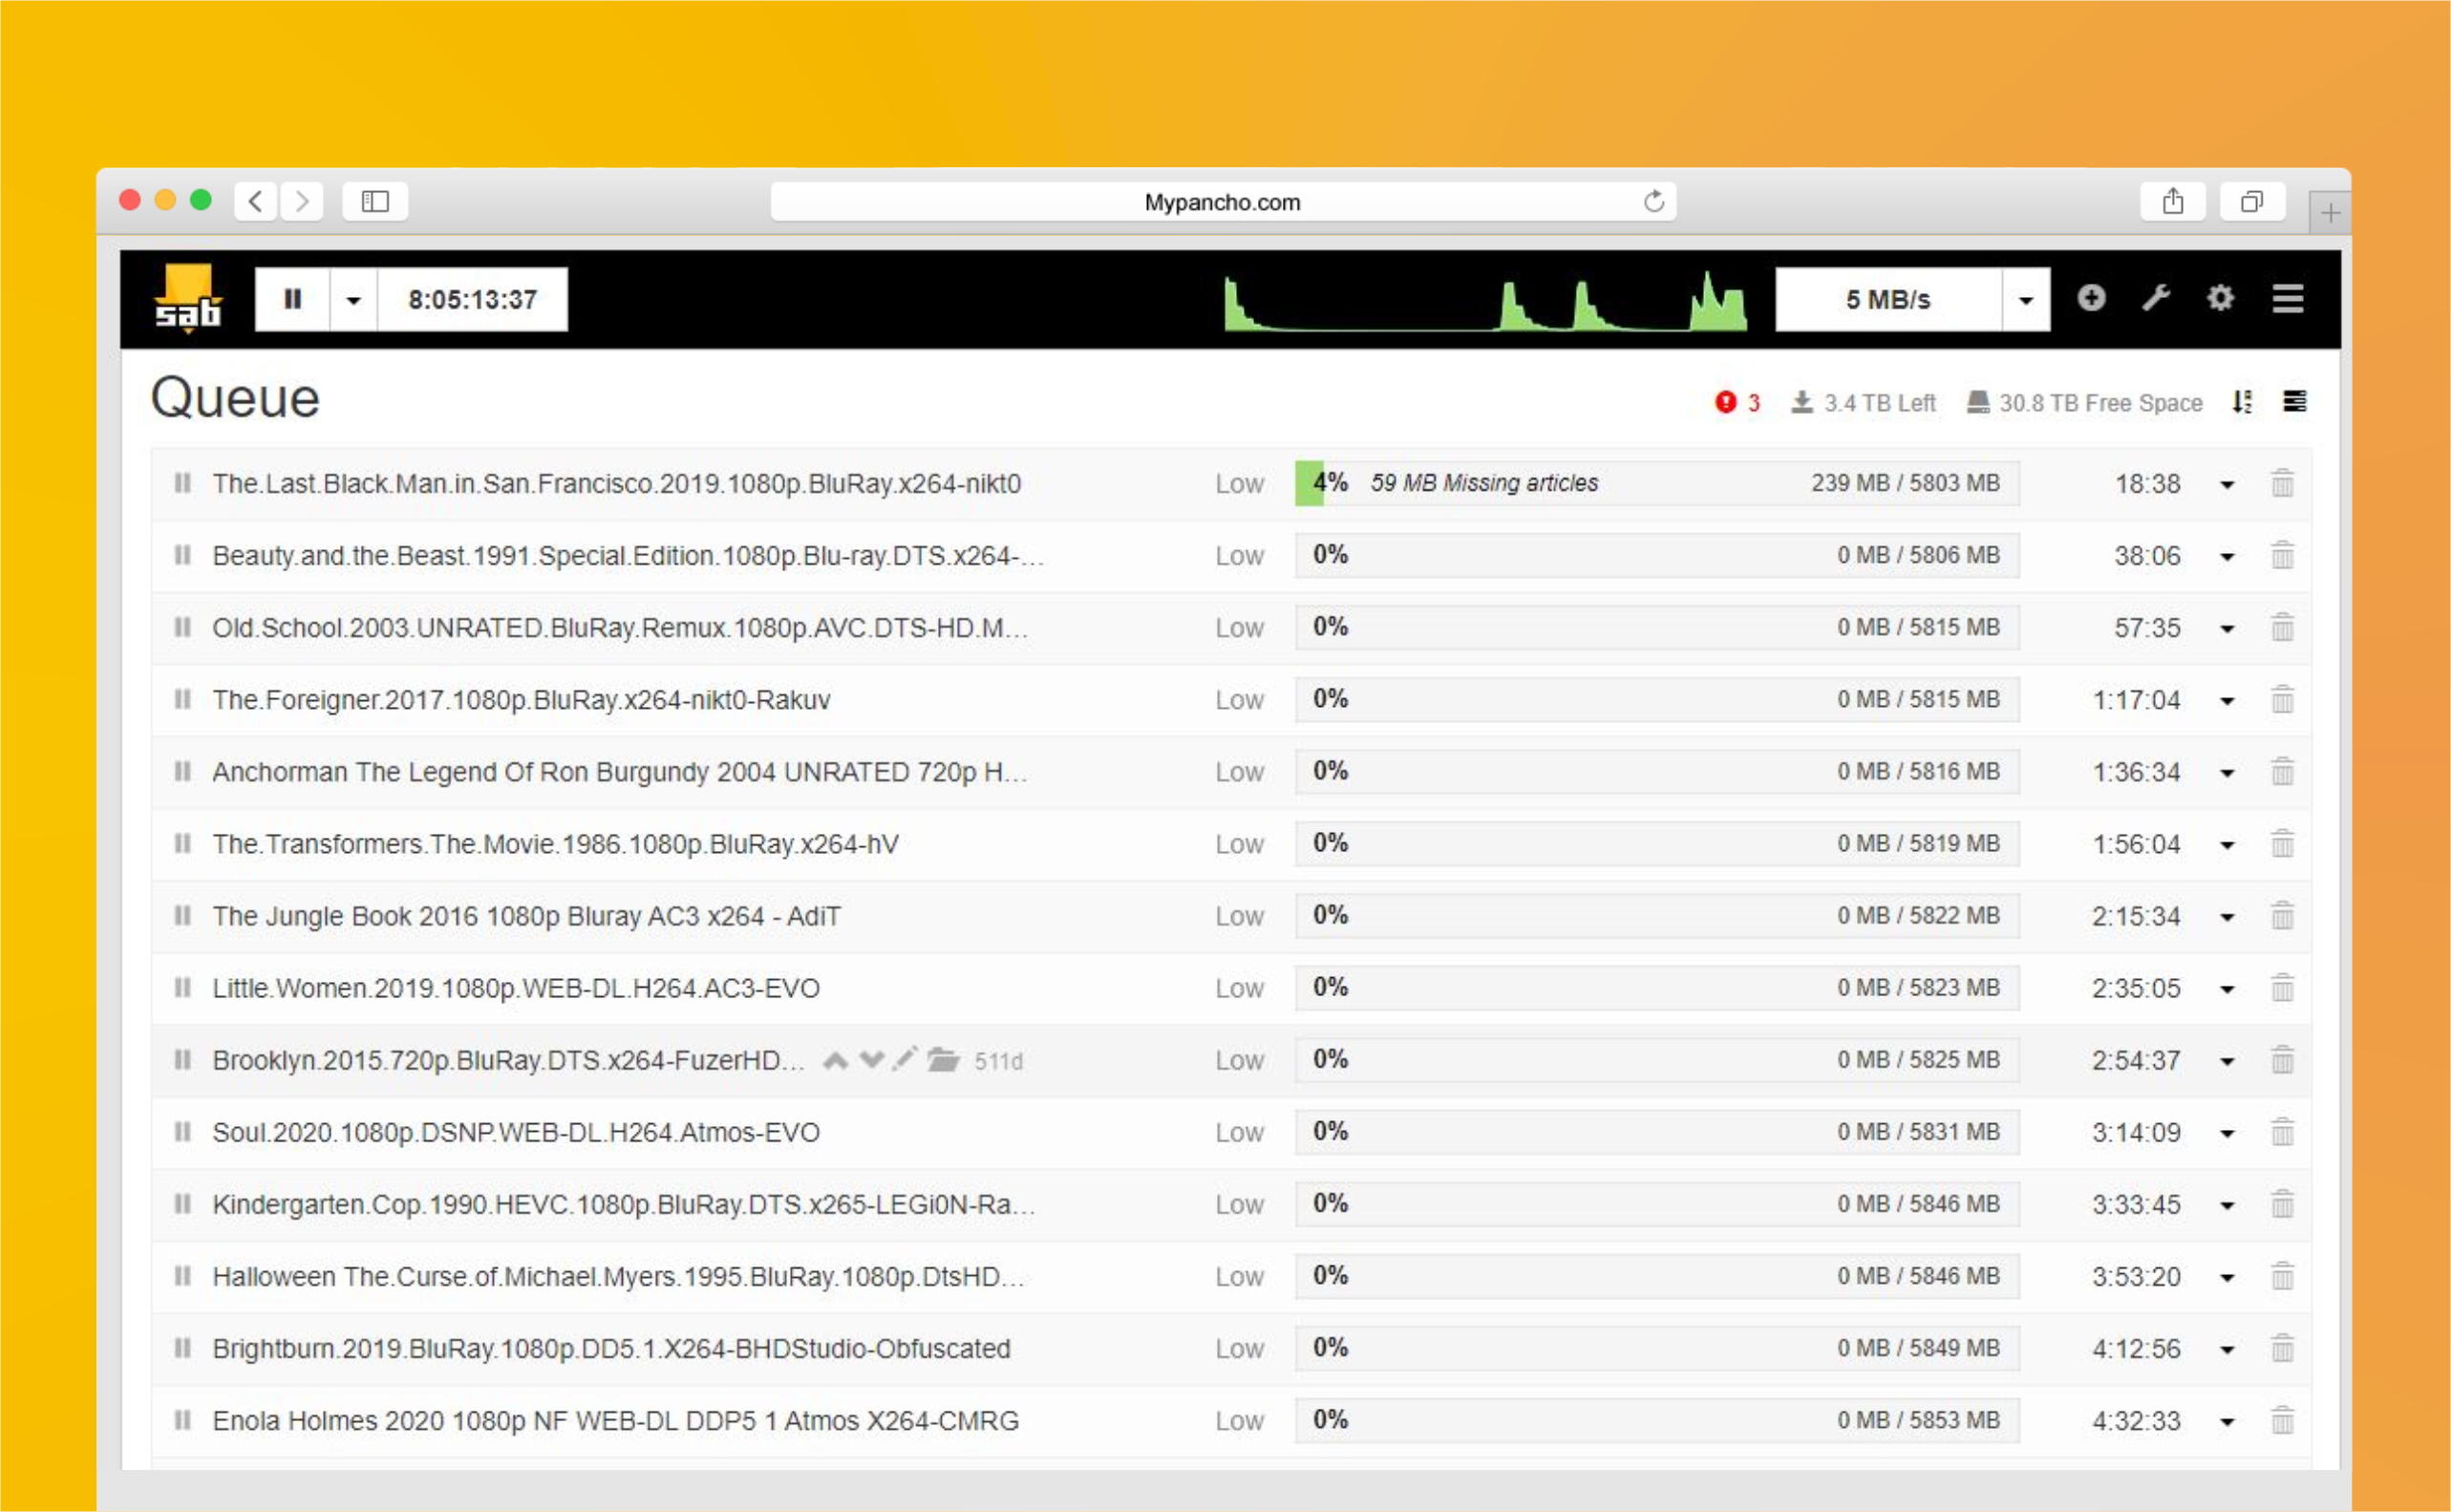 Mypancho.com
sab 8:05:13:37 5 MB/s
Queue 3 3.4 TB Left 30.8 TB Free Space
The.Last.Black.Man.in.San.Francisco.2019.1080p.BluRay.x264-nikt0 Low 4% 59 MB Missing articles 239 MB / 5803 MB 18:38
Beauty.and.the.Beast.1991.Special.Edition.1080p.Blu-ray.DTS.x264-... Low 0% 0 MB / 5806 MB 38:06
Old.School.2003.UNRATED.BluRay.Remux.1080p.AVC.DTS-HD.M... Low 0% 0 MB / 5815 MB 57:35
The.Foreigner.2017.1080p.BluRay.x264-nikt0-Rakuv Low 0% 0 MB / 5815 MB 1:17:04
Anchorman The Legend Of Ron Burgundy 2004 UNRATED 720p H... Low 0% 0 MB / 5816 MB 1:36:34
The.Transformers.The.Movie.1986.1080p.BluRay.x264-hV Low 0% 0 MB / 5819 MB 1:56:04
The Jungle Book 2016 1080p Bluray AC3 x264 - AdiT Low 0% 0 MB / 5822 MB 2:15:34
Little.Women.2019.1080p.WEB-DL.H264.AC3-EVO Low 0% 0 MB / 5823 MB 2:35:05
Brooklyn.2015.720p.BluRay.DTS.x264-FuzerHD... 511d Low 0% 0 MB / 5825 MB 2:54:37
Soul.2020.1080p.DSNP.WEB-DL.H264.Atmos-EVO Low 0% 0 MB / 5831 MB 3:14:09
Kindergarten.Cop.1990.HEVC.1080p.BluRay.DTS.x265-LEGi0N-Ra... Low 0% 0 MB / 5846 MB 3:33:45
Halloween The.Curse.of.Michael.Myers.1995.BluRay.1080p.DtsHD... Low 0% 0 MB / 5846 MB 3:53:20
Brightburn.2019.BluRay.1080p.DD5.1.X264-BHDStudio-Obfuscated Low 0% 0 MB / 5849 MB 4:12:56
Enola Holmes 2020 1080p NF WEB-DL DDP5 1 Atmos X264-CMRG Low 0% 0 MB / 5853 MB 4:32:33